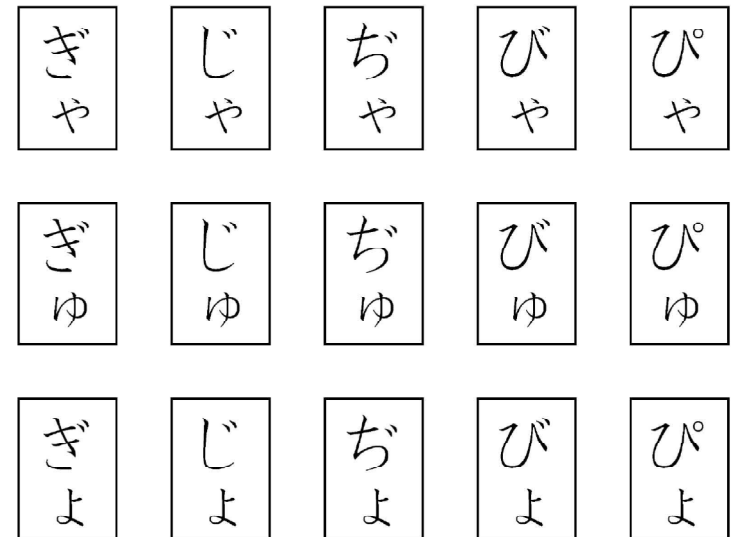 ぎゃ じゃ ぢゃ びゃ ぴゃ
ぎゅ じゅ ぢゅ びゅ ぴゅ
ぎょ じょ ぢょ びょ ぴょ